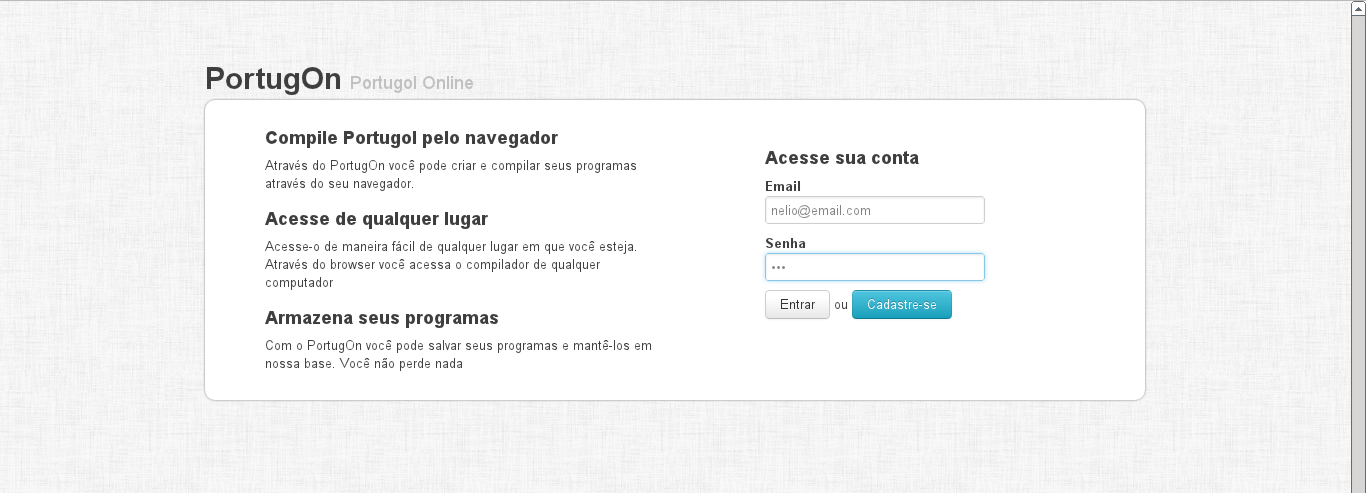 PortugOn Portugol Online
Compile Portugol pelo navegador
Através do PortugOn você pode criar e compilar seus programas
através do seu navegador.
Acesse de qualquer lugar
Acesse-o de maneira fácil de qualquer lugar em que você esteja.
Através do browser você acessa o compilador de qualquer
computador
Armazena seus programas
Com o PortugOn você pode salvar seus programas e mantê-los em
nossa base. Você não perde nada
Acesse sua conta
Email
nelio@email.com
Senha
•••
Entrar ou Cadastre-se